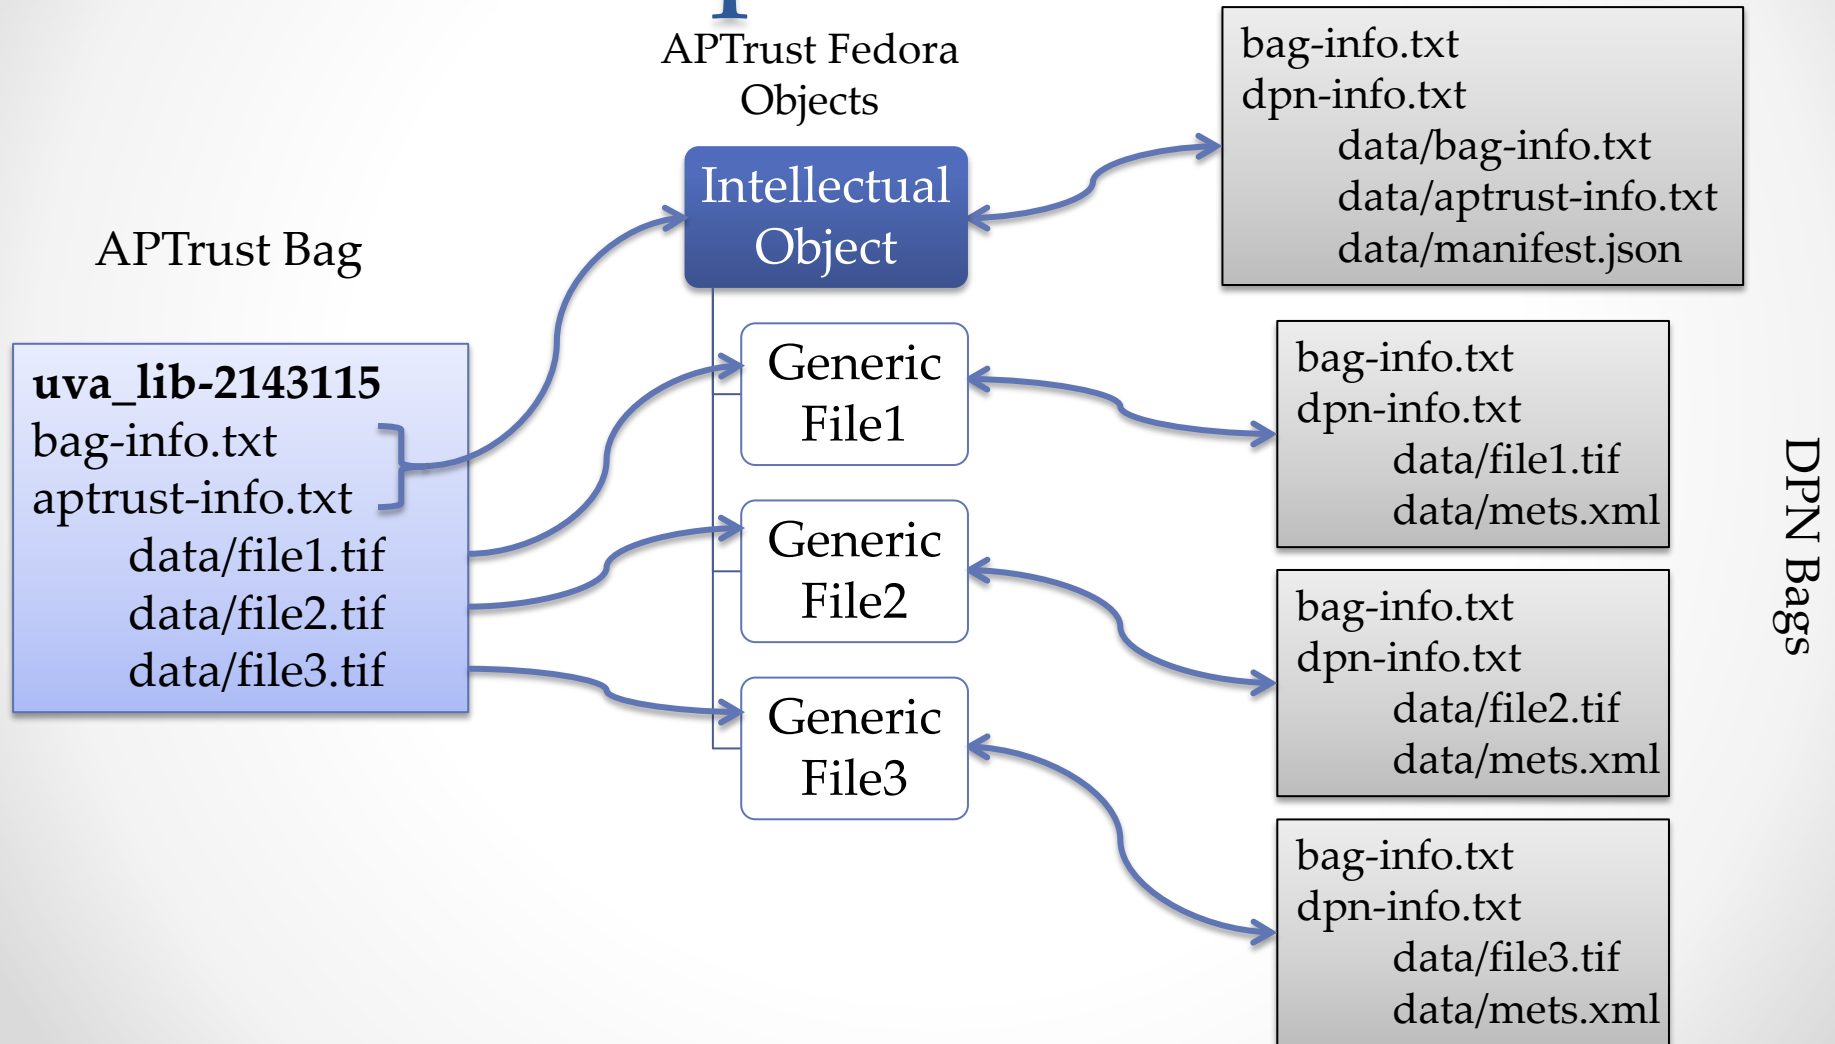 APTrust Fedora
Objects
APTrust Bag
uva_lib-2143115
bag-info.txt
aptrust-info.txt
data/file1.tif
data/file2.tif
data/file3.tif
Intellectual
Object
Generic
File1
Generic
File2
Generic
File3
bag-info.txt
dpn-info.txt
data/bag-info.txt
data/aptrust-info.txt
data/manifest.json
bag-info.txt
dpn-info.txt
data/file1.tif
data/mets.xml
bag-info.txt
dpn-info.txt
data/file2.tif
data/mets.xml
bag-info.txt
dpn-info.txt
data/file3.tif
data/mets.xml
DPN Bags